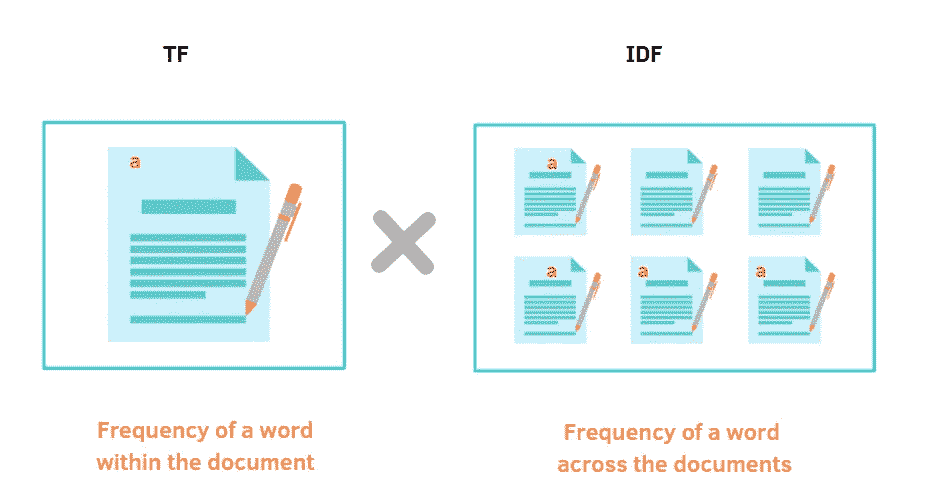 TF
IDF
a
a
a
a
a
Frequency of a word
within the document
Frequency of a word
across the documents